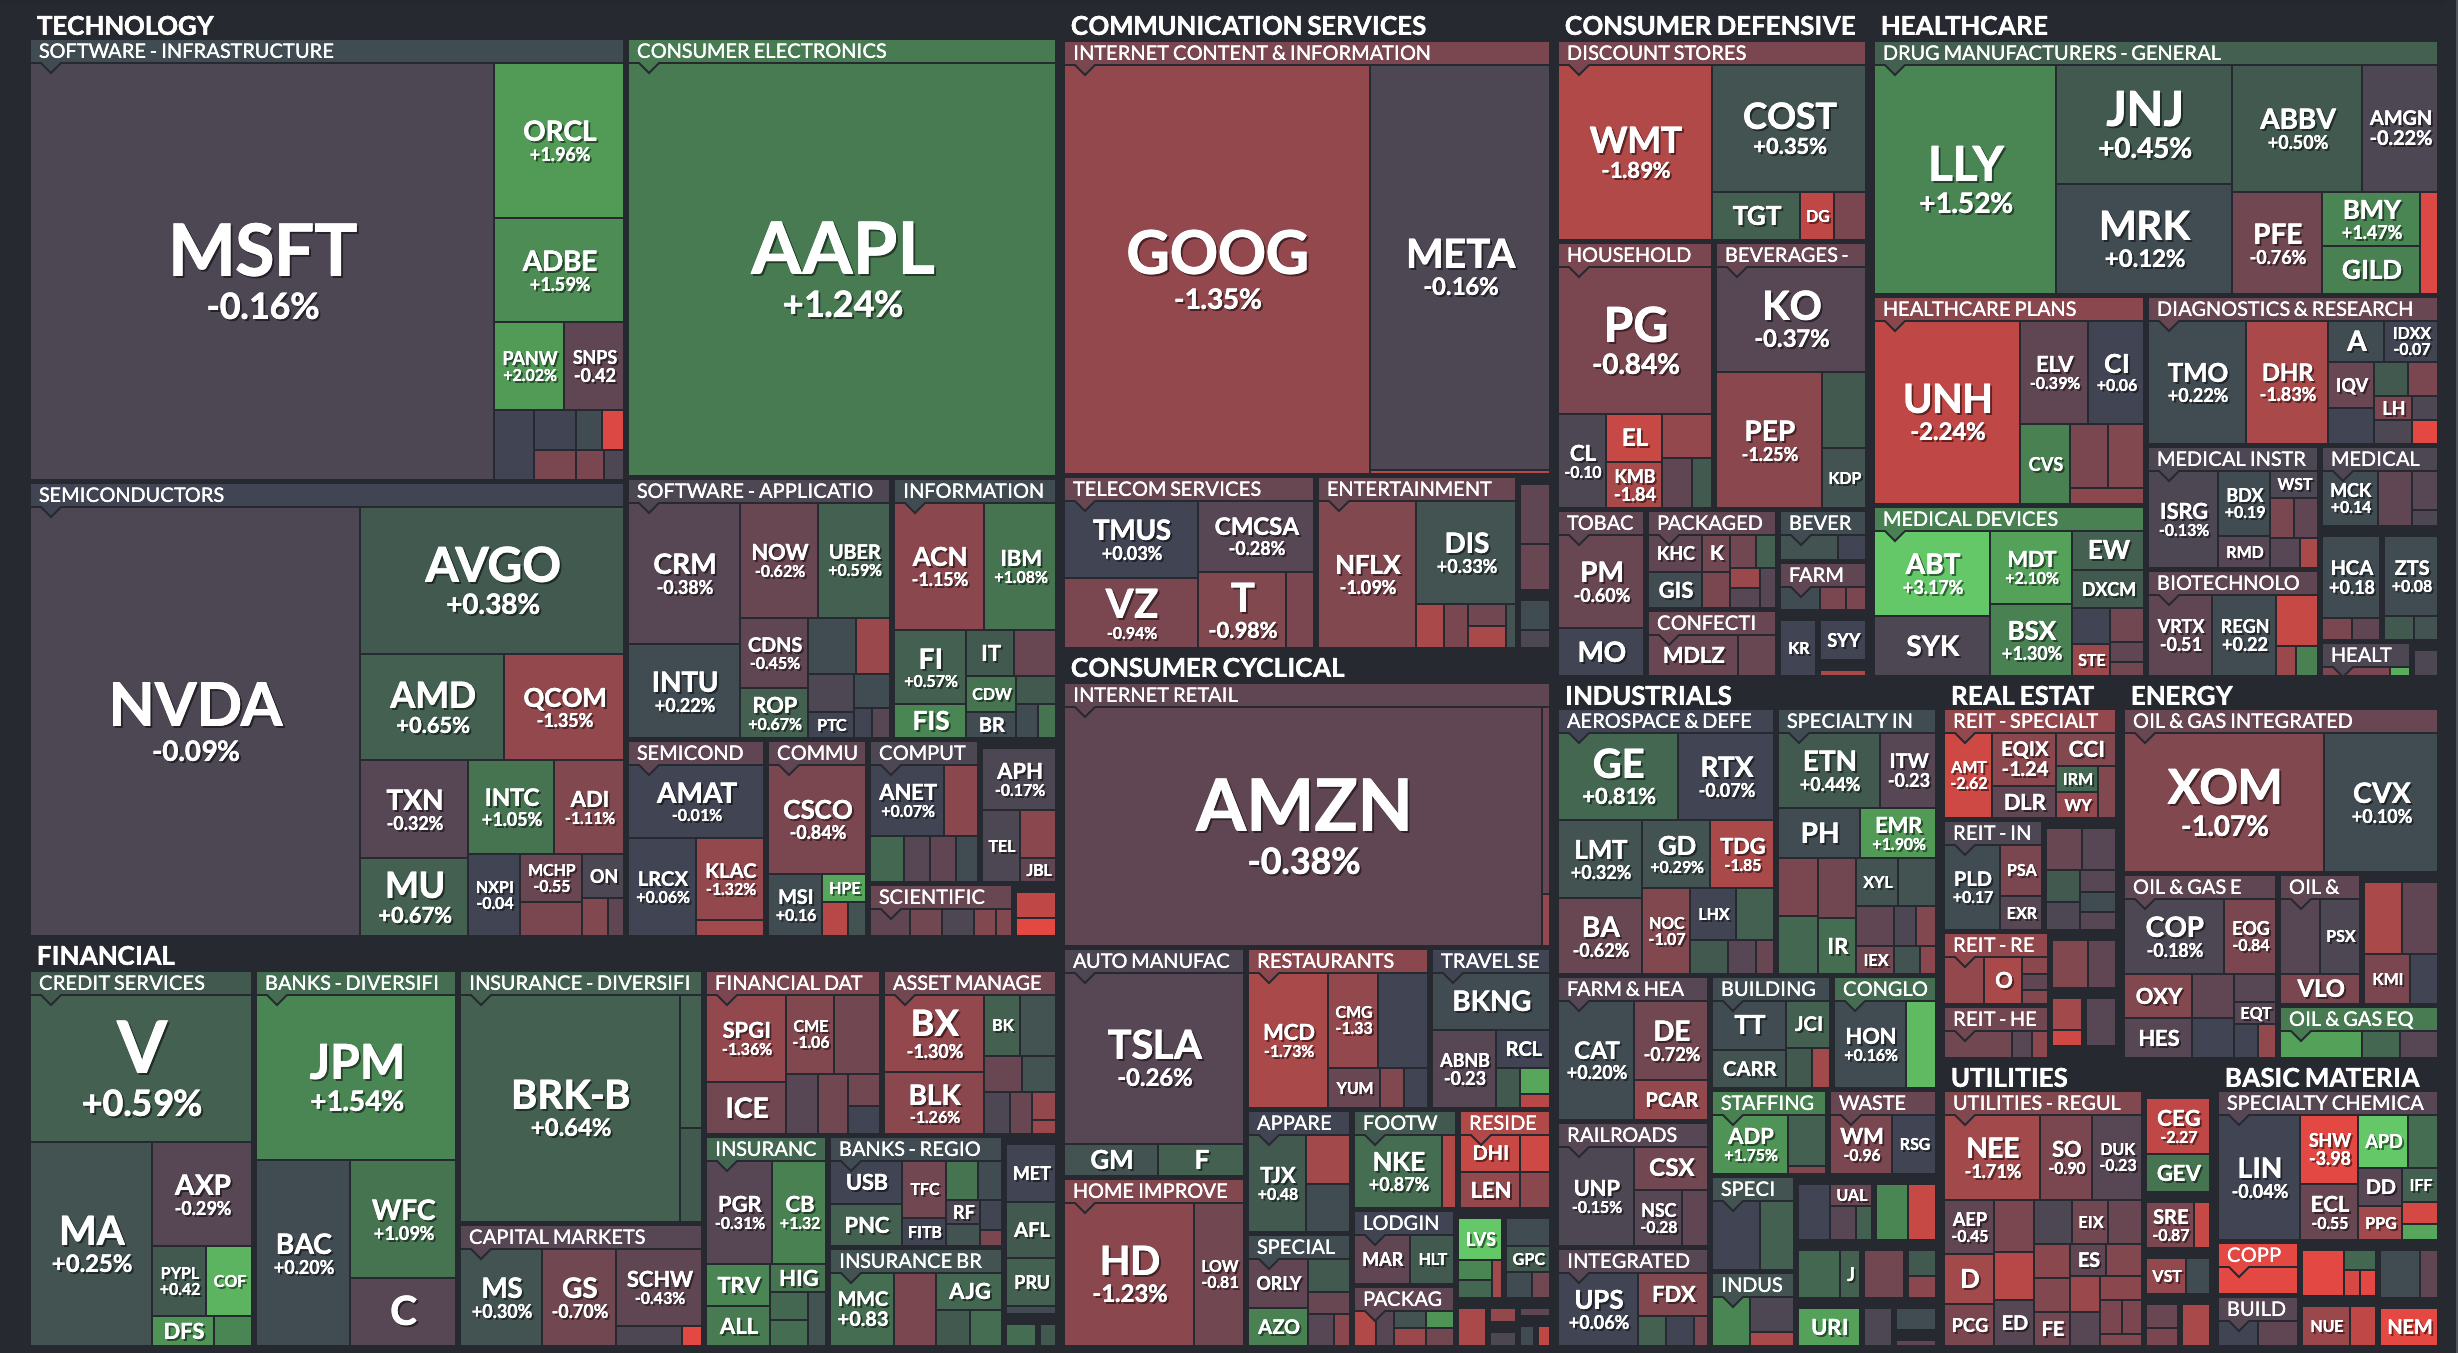 TECHNOLOGY
SOFTWARE - INFRASTRUCTURE
MSFT
-0.16%
ORCL
+1.96%
ADBE
+1.59%
PANW
+2.02%
SNPS
-0.42
CONSUMER ELECTRONICS
AAPL
+1.24%
SEMICONDUCTORS
NVDA
-0.09%
AVGO
+0.38%
AMD
+0.65%
QCOM
-1.35%
TXN
-0.32%
INTC
+1.05%
ADI
-1.11%
MU
+0.67%
NXPI
-0.04
MCHP
-0.55
ON
SOFTWARE - APPLICATIO
CRM
-0.38%
NOW
-0.62%
UBER
+0.59%
INTU
+0.22%
CDNS
-0.45%
ROP
+0.67%
PTC
INFORMATION
ACN
-1.15%
IBM
+1.08%
FI
+0.57%
IT
CDW
FIS
BR
SEMICOND
AMAT
-0.01%
LRCX
+0.06%
KLAC
-1.32%
COMMU
CSCO
-0.84%
MSI
+0.16
HPE
COMPUT
ANET
+0.07%
APH
-0.17%
TEL
JBL
SCIENTIFIC
FINANCIAL
CREDIT SERVICES
V
+0.59%
MA
+0.25%
AXP
-0.29%
PYPL
+0.42
COF
DFS
BANKS - DIVERSIFI
JPM
+1.54%
BAC
+0.20%
WFC
+1.09%
C
INSURANCE - DIVERSIFI
BRK-B
+0.64%
CAPITAL MARKETS
MS
+0.30%
GS
-0.70%
SCHW
-0.43%
FINANCIAL DAT
SPGI
-1.36%
CME
-1.06
ICE
ASSET MANAGE
BX
-1.30%
BK
BLK
-1.26%
INSURANC
PGR
-0.31%
CB
+1.32
TRV
HIG
ALL
BANKS - REGIO
USB
TFC
PNC
FITB
RF
INSURANCE BR
MMC
+0.83
AJG
MET
AFL
PRU
COMMUNICATION SERVICES
INTERNET CONTENT & INFORMATION
GOOG
-1.35%
META
-0.16%
TELECOM SERVICES
TMUS
+0.03%
CMCSA
-0.28%
VZ
-0.94%
T
-0.98%
ENTERTAINMENT
NFLX
-1.09%
DIS
+0.33%
CONSUMER CYCLICAL
INTERNET RETAIL
AMZN
-0.38%
AUTO MANUFAC
TSLA
-0.26%
GM
F
HOME IMPROVE
HD
-1.23%
LOW
-0.81
RESTAURANTS
MCD
-1.73%
CMG
-1.33
YUM
TRAVEL SE
BKNG
ABNB
-0.23
RCL
APPARE
TJX
+0.48
SPECIAL
ORLY
AZO
FOOTW
NKE
+0.87%
LODGIN
MAR
HLT
PACKAG
RESIDE
DHI
LEN
LVS
GPC
CONSUMER DEFENSIVE
DISCOUNT STORES
WMT
-1.89%
COST
+0.35%
TGT
DG
HOUSEHOLD
PG
-0.84%
CL
-0.10
EL
KMB
-1.84
BEVERAGES -
KO
-0.37%
PEP
-1.25%
KDP
TOBAC
PM
-0.60%
MO
PACKAGED
KHC
K
GIS
CONFECTI
MDLZ
BEVER
FARM
KR
SYY
HEALTHCARE
DRUG MANUFACTURERS - GENERAL
LLY
+1.52%
JNJ
+0.45%
ABBV
+0.50%
AMGN
-0.22%
MRK
+0.12%
PFE
-0.76%
BMY
+1.47%
GILD
HEALTHCARE PLANS
UNH
-2.24%
ELV
-0.39%
CI
+0.06
CVS
DIAGNOSTICS & RESEARCH
TMO
+0.22%
DHR
-1.83%
A
IDXX
-0.07
IQV
LH
MEDICAL DEVICES
ABT
+3.17%
MDT
+2.10%
EW
DXCM
SYK
BSX
+1.30%
STE
MEDICAL INSTR
ISRG
-0.13%
BDX
+0.19
WST
RMD
MEDICAL
MCK
+0.14
BIOTECHNOLO
VRTX
-0.51
REGN
+0.22
HCA
+0.18
ZTS
+0.08
HEALT
INDUSTRIALS
AEROSPACE & DEFE
GE
+0.81%
RTX
-0.07%
LMT
+0.32%
GD
+0.29%
TDG
-1.85
BA
-0.62%
NOC
-1.07
LHX
SPECIALTY IN
ETN
+0.44%
ITW
-0.23
PH
EMR
+1.90%
XYL
IR
IEX
FARM & HEA
CAT
+0.20%
DE
-0.72%
PCAR
BUILDING
TT
JCI
CARR
CONGLO
HON
+0.16%
RAILROADS
UNP
-0.15%
CSX
NSC
-0.28
STAFFING
ADP
+1.75%
WASTE
WM
-0.96
RSG
INTEGRATED
UPS
+0.06%
FDX
SPECI
UAL
INDUS
J
URI
REAL ESTAT
REIT - SPECIALT
AMT
-2.62
EQIX
-1.24
CCI
IRM
DLR
WY
REIT - IN
PLD
+0.17
PSA
EXR
REIT - RE
O
REIT - HE
ENERGY
OIL & GAS INTEGRATED
XOM
-1.07%
CVX
+0.10%
OIL & GAS E
COP
-0.18%
EOG
-0.84
OXY
HES
EQT
OIL &
PSX
VLO
KMI
OIL & GAS EQ
UTILITIES
UTILITIES - REGUL
NEE
-1.71%
SO
-0.90
DUK
-0.23
AEP
-0.45
EIX
D
ES
PCG
ED
FE
CEG
-2.27
GEV
SRE
-0.87
VST
BASIC MATERIA
SPECIALTY CHEMICA
LIN
-0.04%
SHW
-3.98
APD
ECL
-0.55
DD
IFF
PPG
COPP
BUILD
NUE
NEM